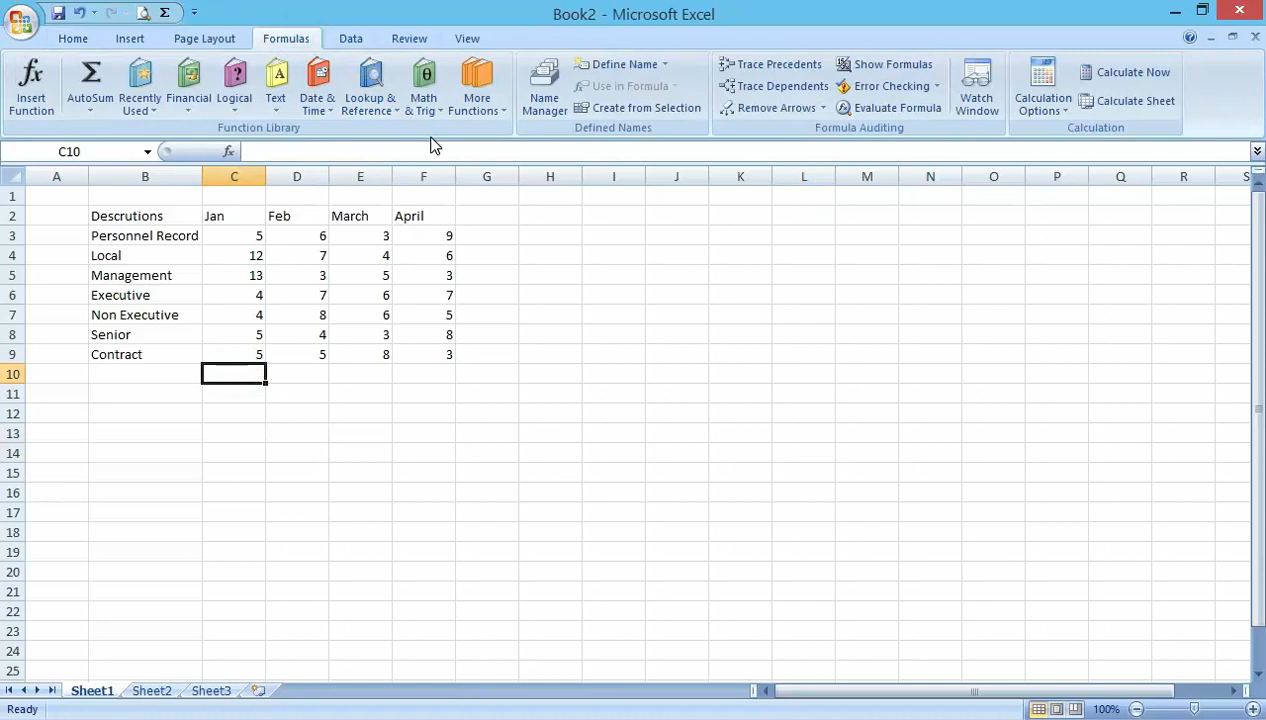 Book2 - Microsoft Excel
Home Insert Page Layout Formulas Data Review View
fx Σ ? A θ
Insert Function AutoSum Recently Used Financial Logical Text Date & Time Lookup & Reference Math & Trig More Functions
Function Library
Name Manager Define Name Use in Formula Create from Selection
Defined Names
Trace Precedents Trace Dependents Remove Arrows Show Formulas Error Checking Evaluate Formula
Formula Auditing
Watch Window
Calculation Options Calculate Now Calculate Sheet
Calculation
C10 fx
A B C D E F G H I J K L M N O P Q R S
1
2 Descrutions Jan Feb March April
3 Personnel Record 5 6 3 9
4 Local 12 7 4 6
5 Management 13 3 5 3
6 Executive 4 7 6 7
7 Non Executive 4 8 6 5
8 Senior 5 4 3 8
9 Contract 5 5 8 3
10
11
12
13
14
15
16
17
18
19
20
21
22
23
24
25
Sheet1 Sheet2 Sheet3
Ready 100%